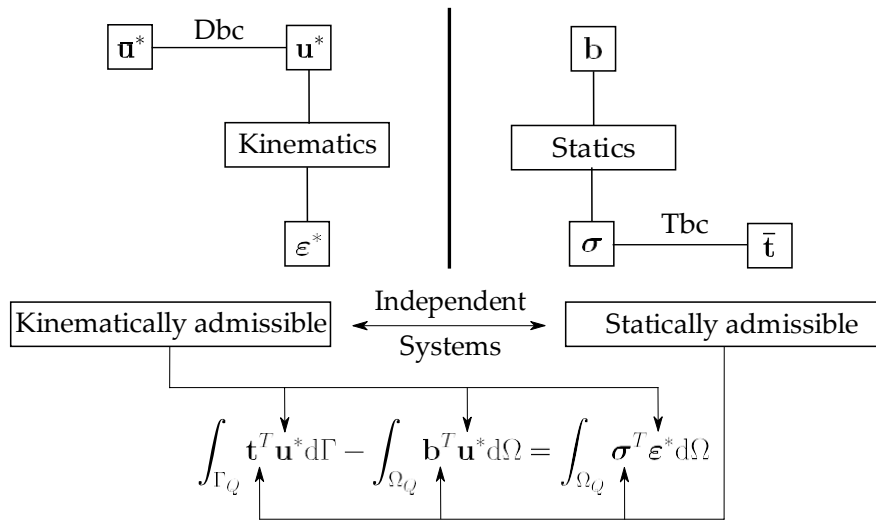 ū* Dbc u* b
Kinematics Statics
ε* σ Tbc t̄
Kinematically admissible Independent Systems Statically admissible
∫_{Γ_Q} t^T u* dΓ − ∫_{Ω_Q} b^T u* dΩ = ∫_{Ω_Q} σ^T ε* dΩ